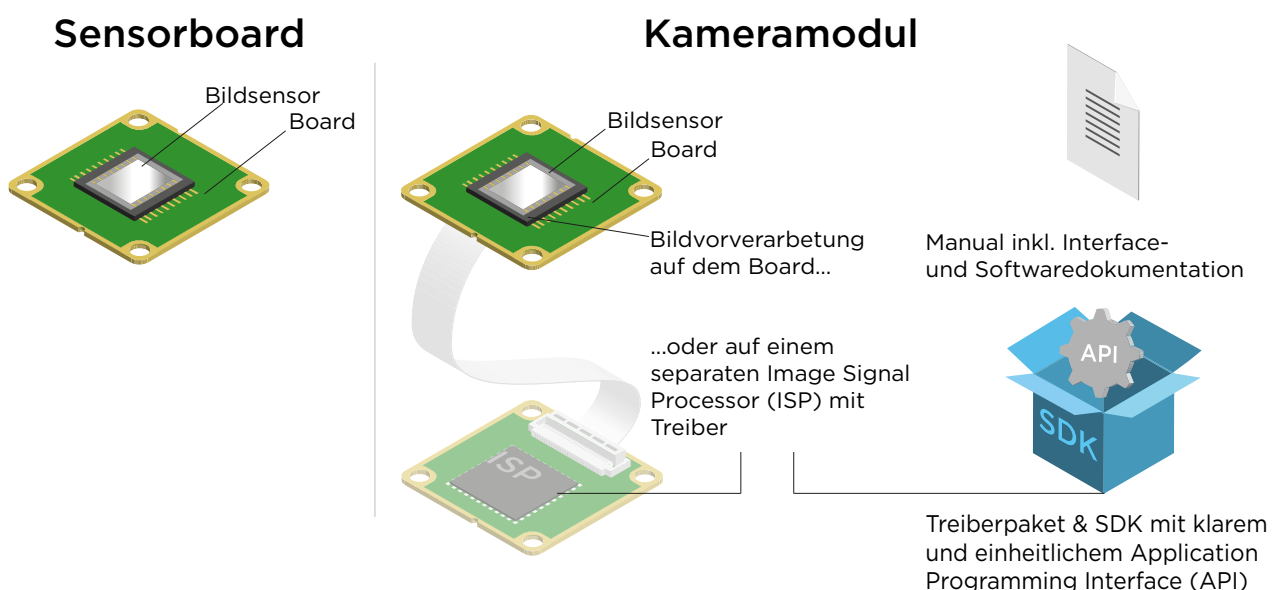 Sensorboard
Bildsensor
Board
Kameramodul
Bildsensor
Board
Bildvorverarbetung
auf dem Board...
...oder auf einem
separaten Image Signal
Processor (ISP) mit
Treiber
ISP
Manual inkl. Interface-
und Softwaredokumentation
API
SDK
Treiberpaket & SDK mit klarem
und einheitlichem Application
Programming Interface (API)